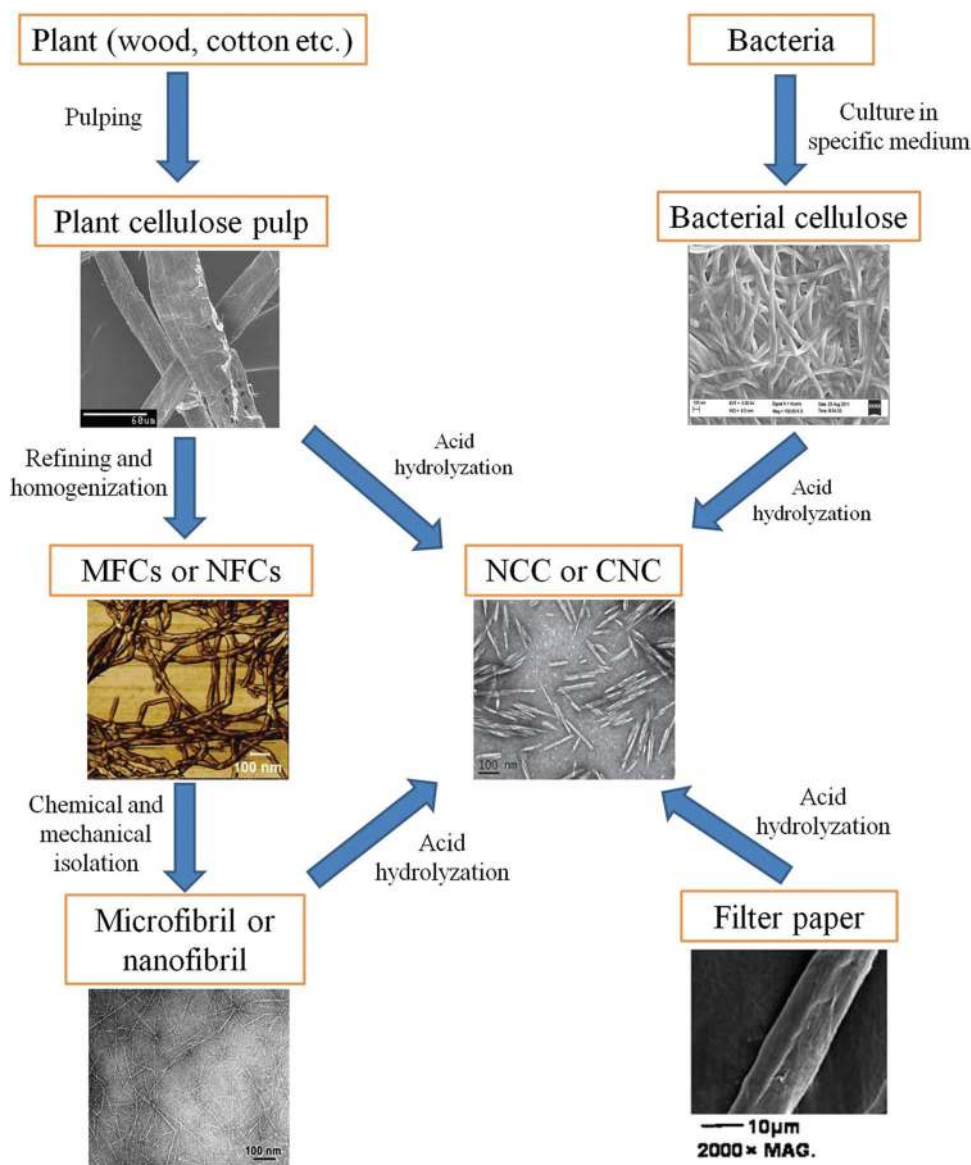 Plant (wood, cotton etc.)
Bacteria
Pulping
Culture in
specific medium
Plant cellulose pulp
Bacterial cellulose
60um
Refining and
homogenization
Acid
hydrolyzation
Acid
hydrolyzation
MFCs or NFCs
NCC or CNC
100 nm
100 nm
Chemical and
mechanical
isolation
Acid
hydrolyzation
Acid
hydrolyzation
Microfibril or
nanofibril
Filter paper
100 nm
10µm
2000 × MAG.